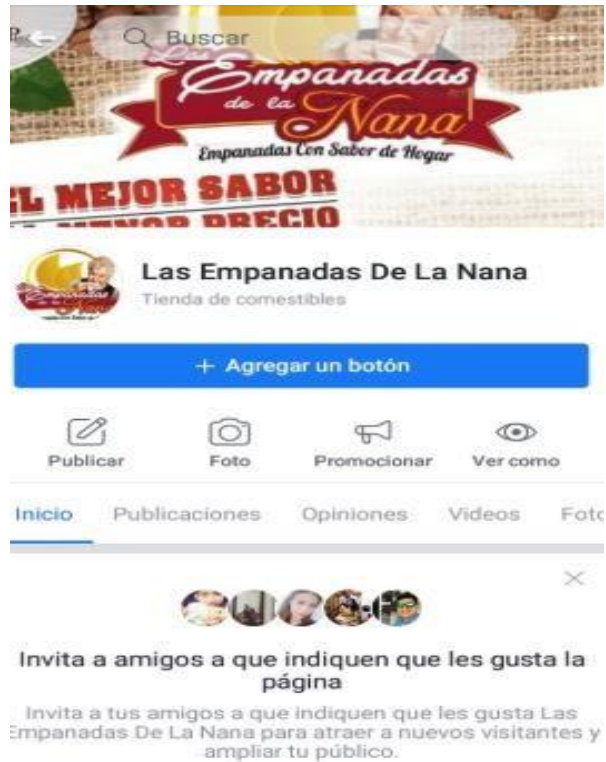 Buscar
Las
Empanadas
de la
Nana
Empanadas Con Sabor de Hogar
EL MEJOR SABOR
MENOR PRECIO
Las Empanadas De La Nana
Tienda de comestibles
+ Agregar un botón
Publicar Foto Promocionar Ver como
Inicio Publicaciones Opiniones Videos Foto
Invita a amigos a que indiquen que les gusta la
página
Invita a tus amigos a que indiquen que les gusta Las
Empanadas De La Nana para atraer a nuevos visitantes y
ampliar tu público.